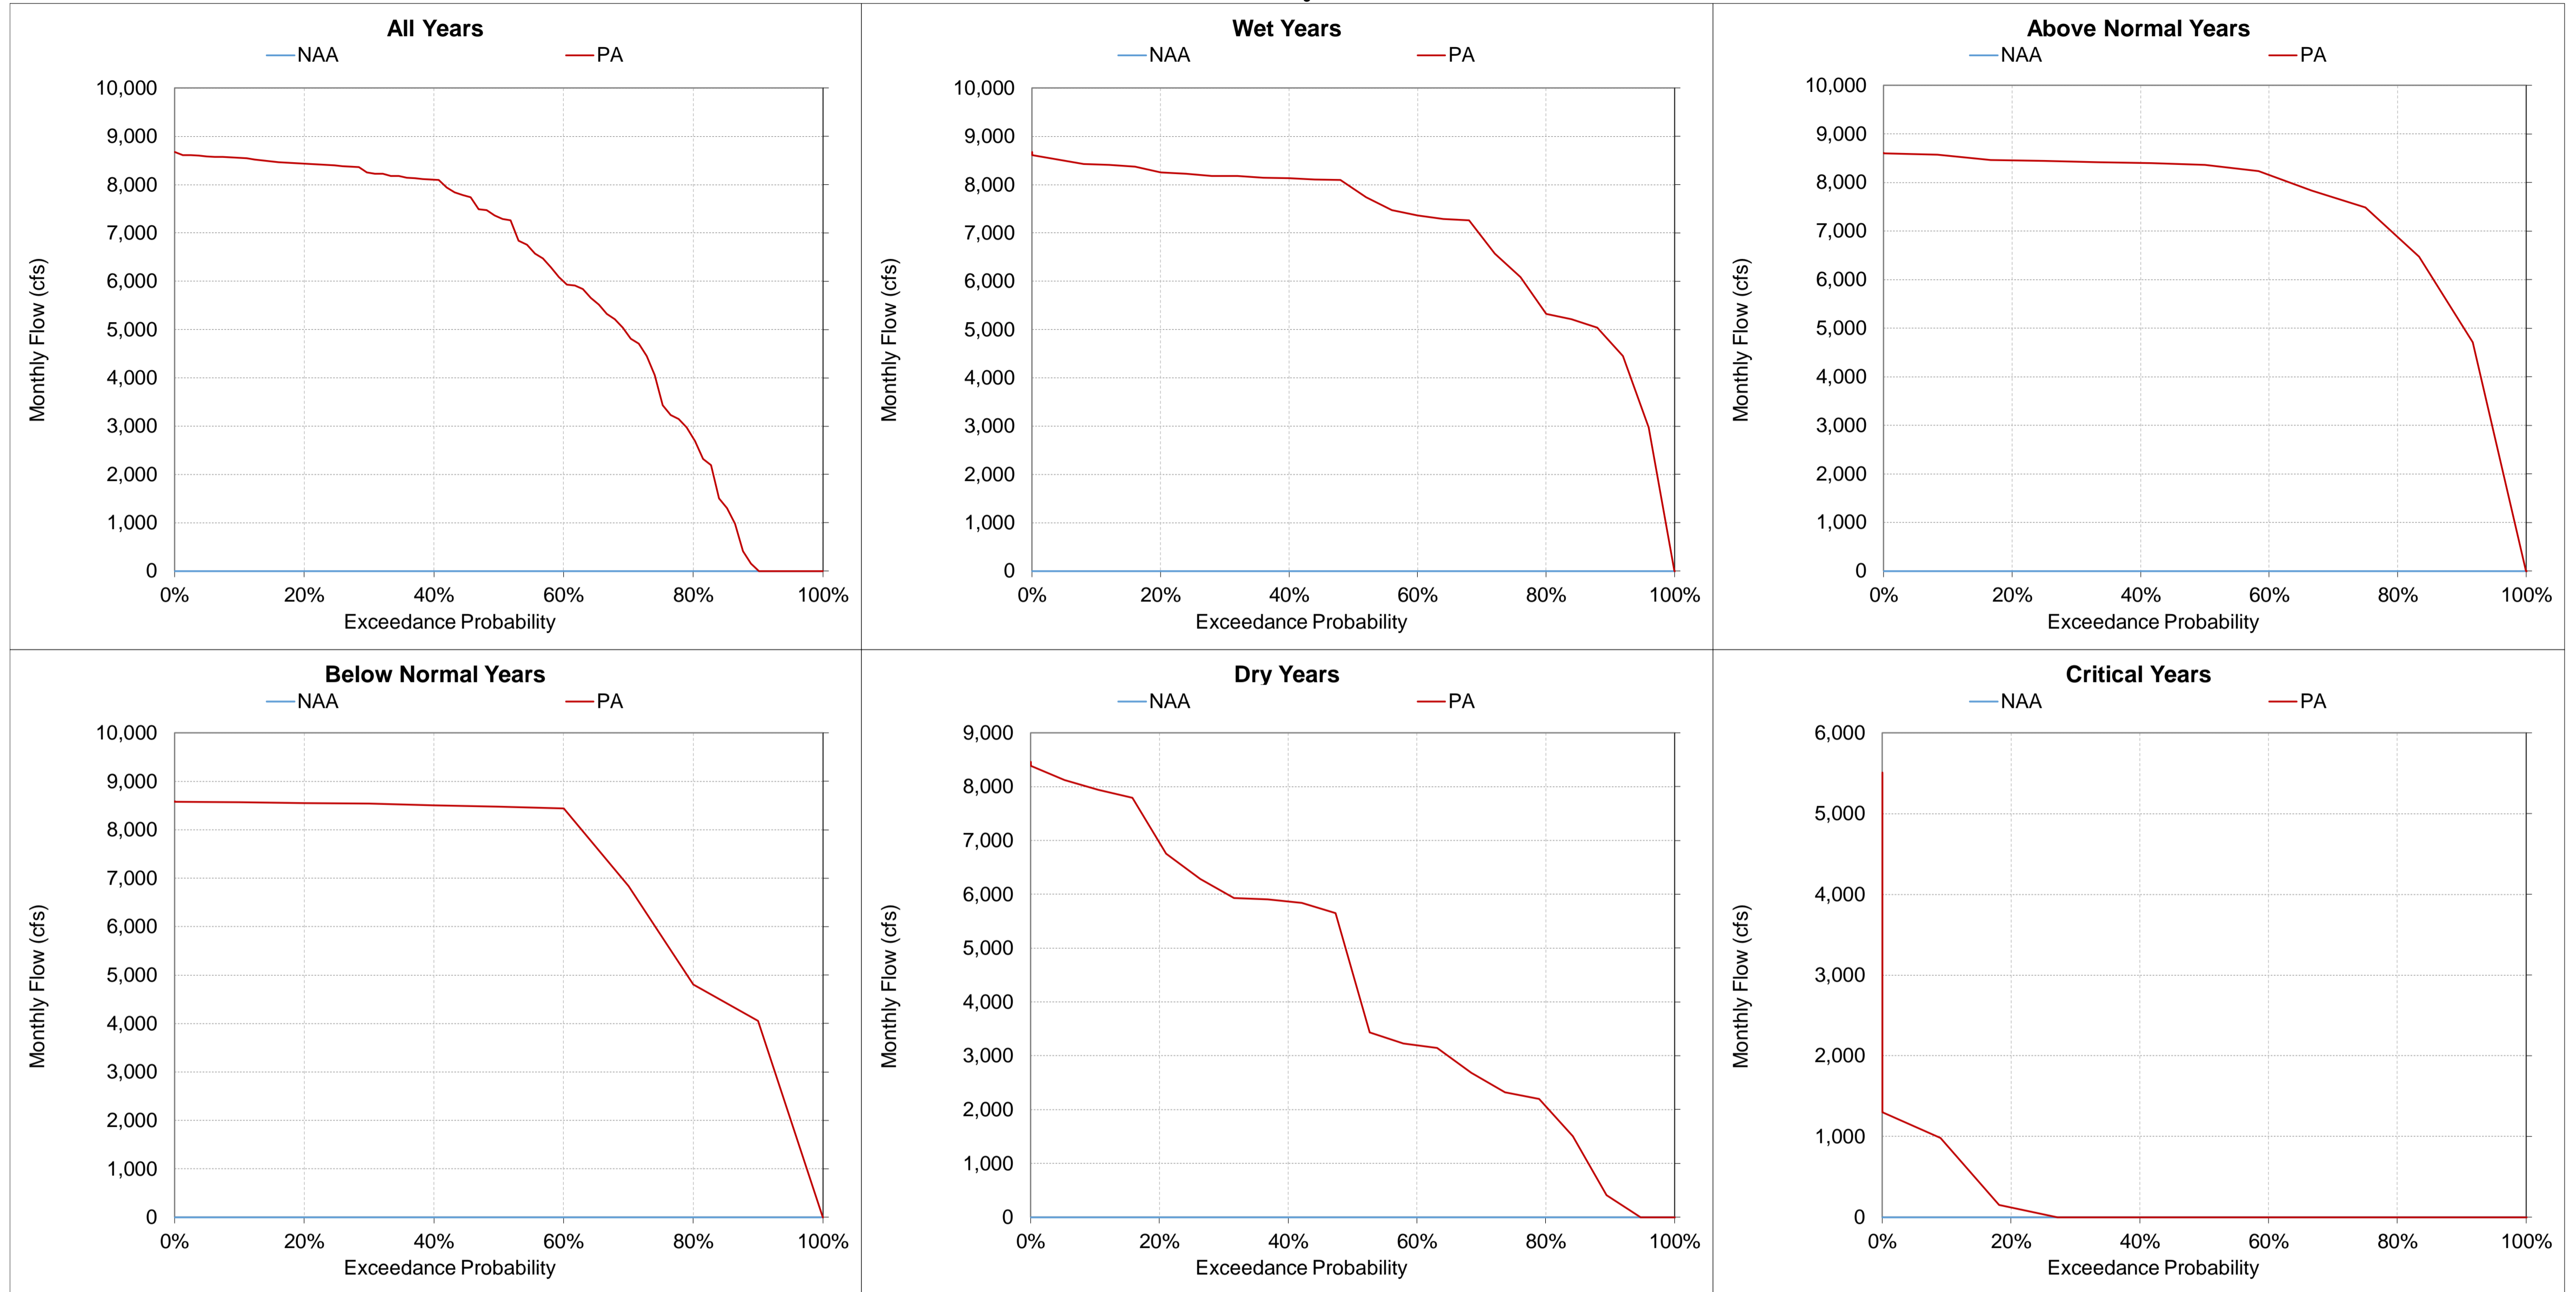 All Years
NAA PA
10,000
9,000
8,000
7,000
6,000
5,000
4,000
3,000
2,000
1,000
0
Monthly Flow (cfs)
0% 20% 40% 60% 80% 100%
Exceedance Probability
Wet Years
NAA PA
10,000
9,000
8,000
7,000
6,000
5,000
4,000
3,000
2,000
1,000
0
Monthly Flow (cfs)
0% 20% 40% 60% 80% 100%
Exceedance Probability
Above Normal Years
NAA PA
10,000
9,000
8,000
7,000
6,000
5,000
4,000
3,000
2,000
1,000
0
Monthly Flow (cfs)
0% 20% 40% 60% 80% 100%
Exceedance Probability
Below Normal Years
NAA PA
10,000
9,000
8,000
7,000
6,000
5,000
4,000
3,000
2,000
1,000
0
Monthly Flow (cfs)
0% 20% 40% 60% 80% 100%
Exceedance Probability
Dry Years
NAA PA
9,000
8,000
7,000
6,000
5,000
4,000
3,000
2,000
1,000
0
Monthly Flow (cfs)
0% 20% 40% 60% 80% 100%
Exceedance Probability
Critical Years
NAA PA
6,000
5,000
4,000
3,000
2,000
1,000
0
Monthly Flow (cfs)
0% 20% 40% 60% 80% 100%
Exceedance Probability